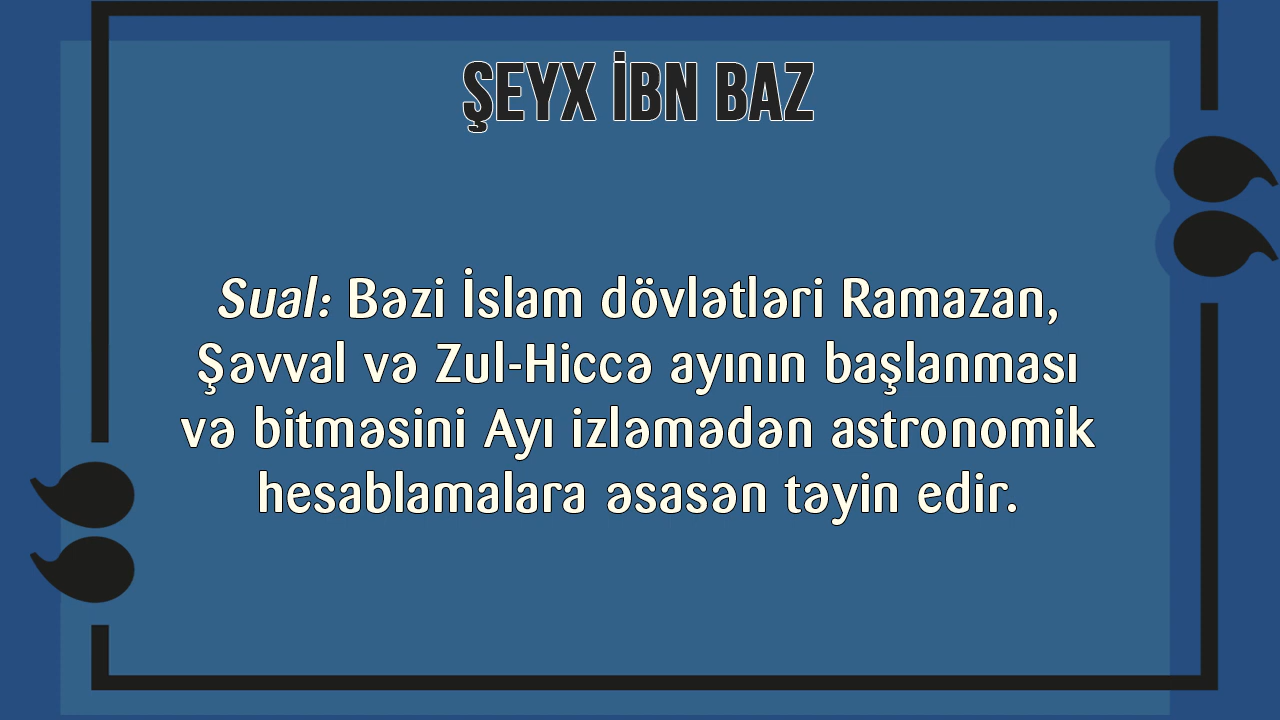 ŞEYX İBN BAZ
Sual: Bəzi İslam dövlətləri Ramazan,
Şəvval və Zul-Hiccə ayının başlanması
və bitməsini Ayı izləmədən astronomik
hesablamalara əsasən təyin edir.